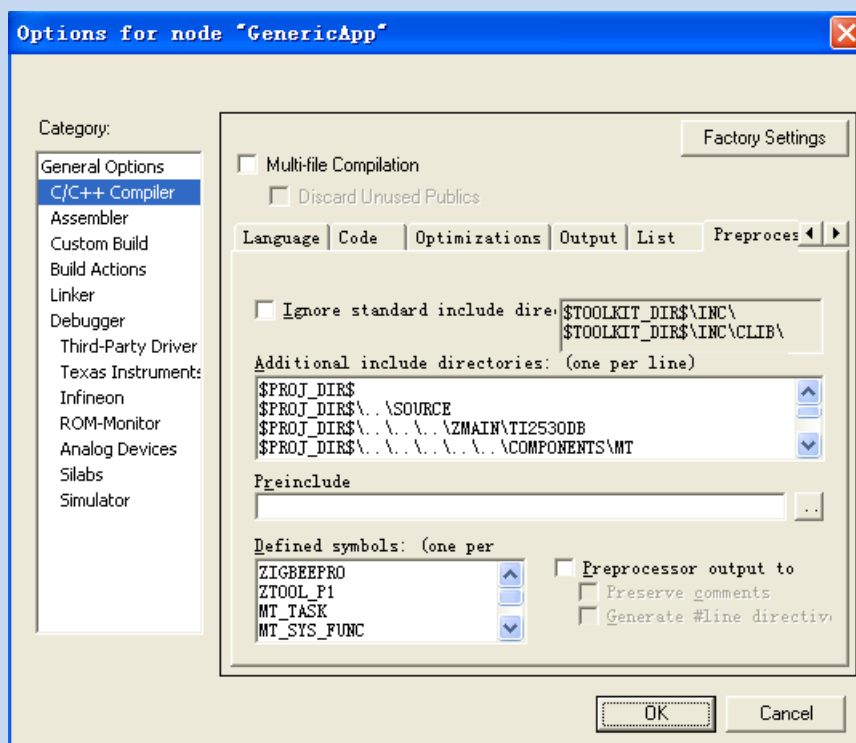 Options for node "GenericApp"
Category:
General Options
C/C++ Compiler
Assembler
Custom Build
Build Actions
Linker
Debugger
Third-Party Driver
Texas Instruments
Infineon
ROM-Monitor
Analog Devices
Silabs
Simulator
Factory Settings
Multi-file Compilation
Discard Unused Publics
Language Code Optimizations Output List Preproces
Ignore standard include dire
$TOOLKIT_DIR$\INC\
$TOOLKIT_DIR$\INC\CLIB\
Additional include directories: (one per line)
$PROJ_DIR$
$PROJ_DIR$\..\SOURCE
$PROJ_DIR$\..\..\..\ZMAIN\TI2530DB
$PROJ_DIR$\..\..\..\..\..\COMPONENTS\MT
Preinclude
..
Defined symbols: (one per
ZIGBEEPRO
ZTOOL_P1
MT_TASK
MT_SYS_FUNC
Preprocessor output to
Preserve comments
Generate #line directiv
OK Cancel